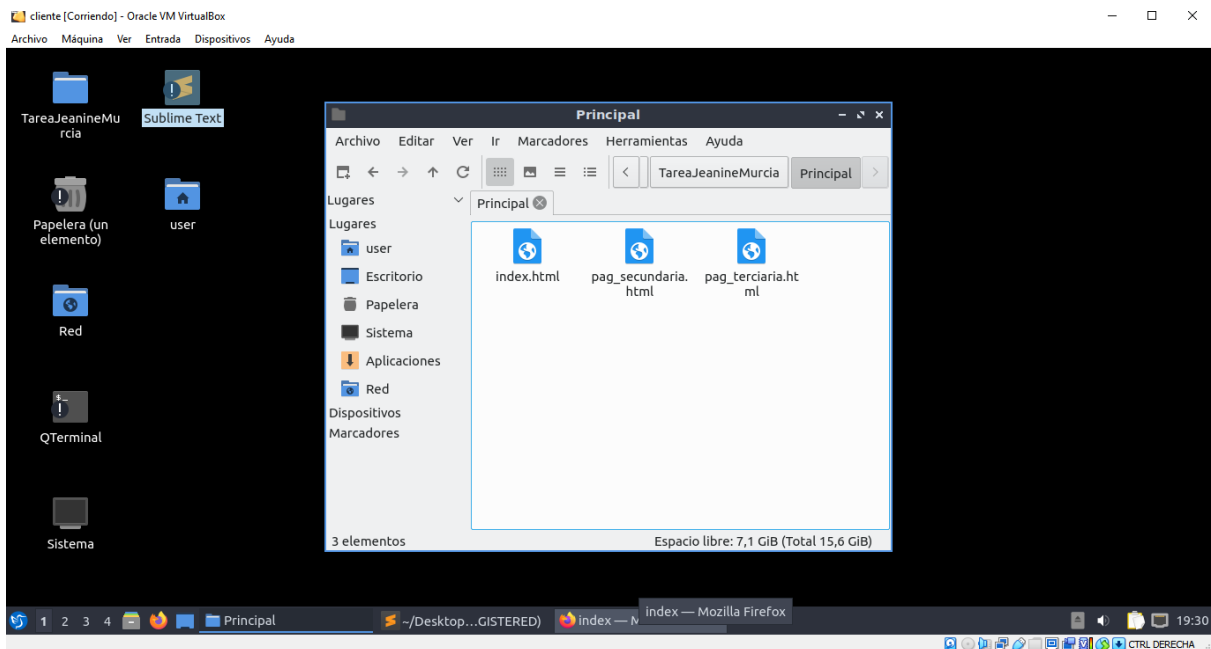 cliente [Corriendo] - Oracle VM VirtualBox
Archivo Máquina Ver Entrada Dispositivos Ayuda
TareaJeanineMu
rcia
Sublime Text
Papelera (un
elemento)
user
Red
QTerminal
Sistema
Principal
Archivo Editar Ver Ir Marcadores Herramientas Ayuda
TareaJeanineMurcia Principal
Lugares
Principal
Lugares
user
Escritorio
Papelera
Sistema
Aplicaciones
Red
Dispositivos
Marcadores
index.html
pag_secundaria.
html
pag_terciaria.ht
ml
3 elementos
Espacio libre: 7,1 GiB (Total 15,6 GiB)
index — Mozilla Firefox
1 2 3 4
Principal
~/Desktop...GISTERED)
index — M
19:30
CTRL DERECHA